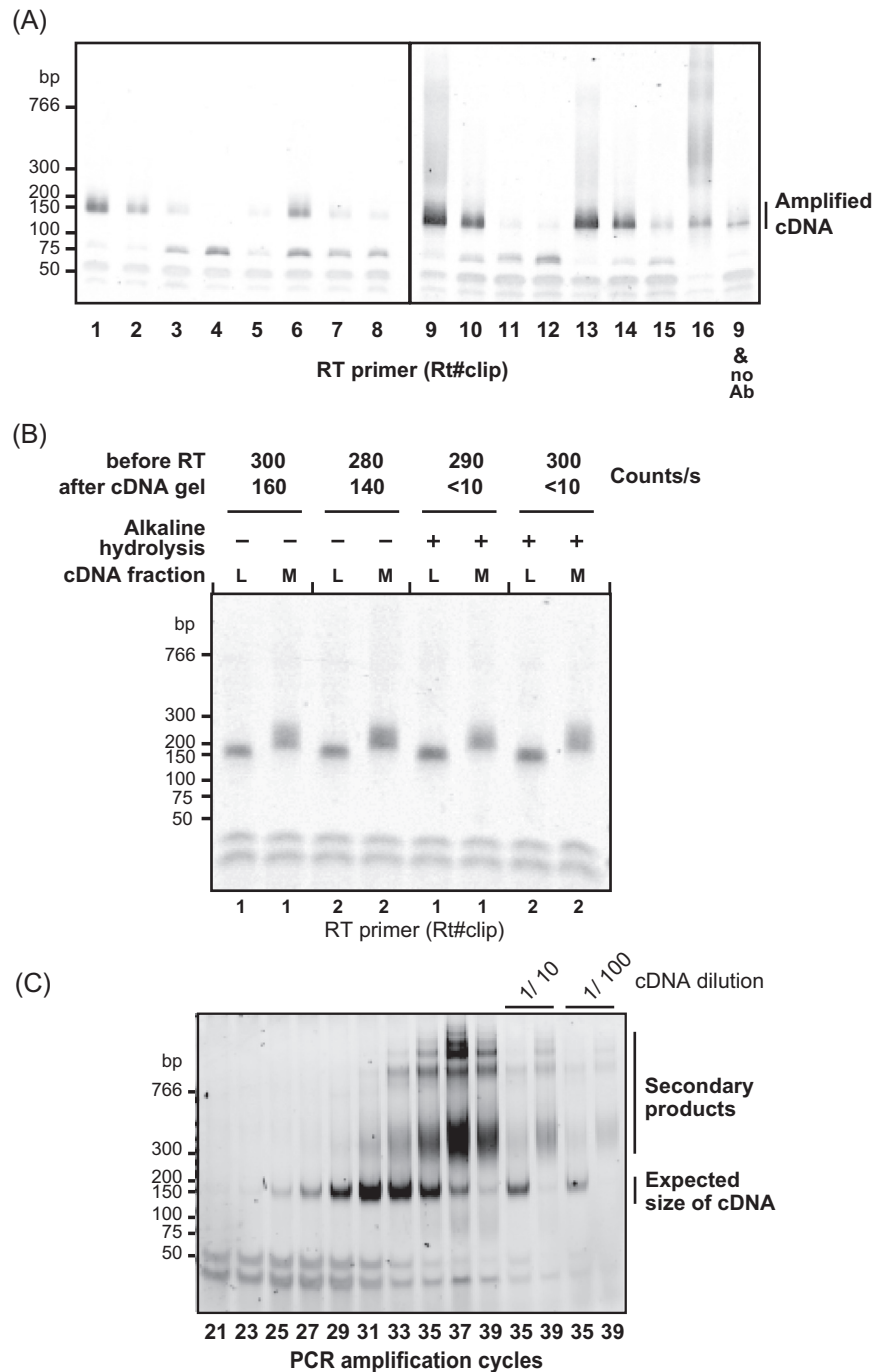 (A)
bp
766
300
200
150
100
75
50
Amplified
cDNA
1 2 3 4 5 6 7 8 9 10 11 12 13 14 15 16 9
&
no
Ab
RT primer (Rt#clip)
(B)
before RT 300 280 290 300
after cDNA gel 160 140 <10 <10
Counts/s
Alkaline
hydrolysis – – – – + + + +
cDNA fraction L M L M L M L M
bp
766
300
200
150
100
75
50
1 1 2 2 1 1 2 2
RT primer (Rt#clip)
(C)
1/10 1/100 cDNA dilution
bp
766
300
200
150
100
75
50
Secondary
products
Expected
size of cDNA
21 23 25 27 29 31 33 35 37 39 35 39 35 39
PCR amplification cycles